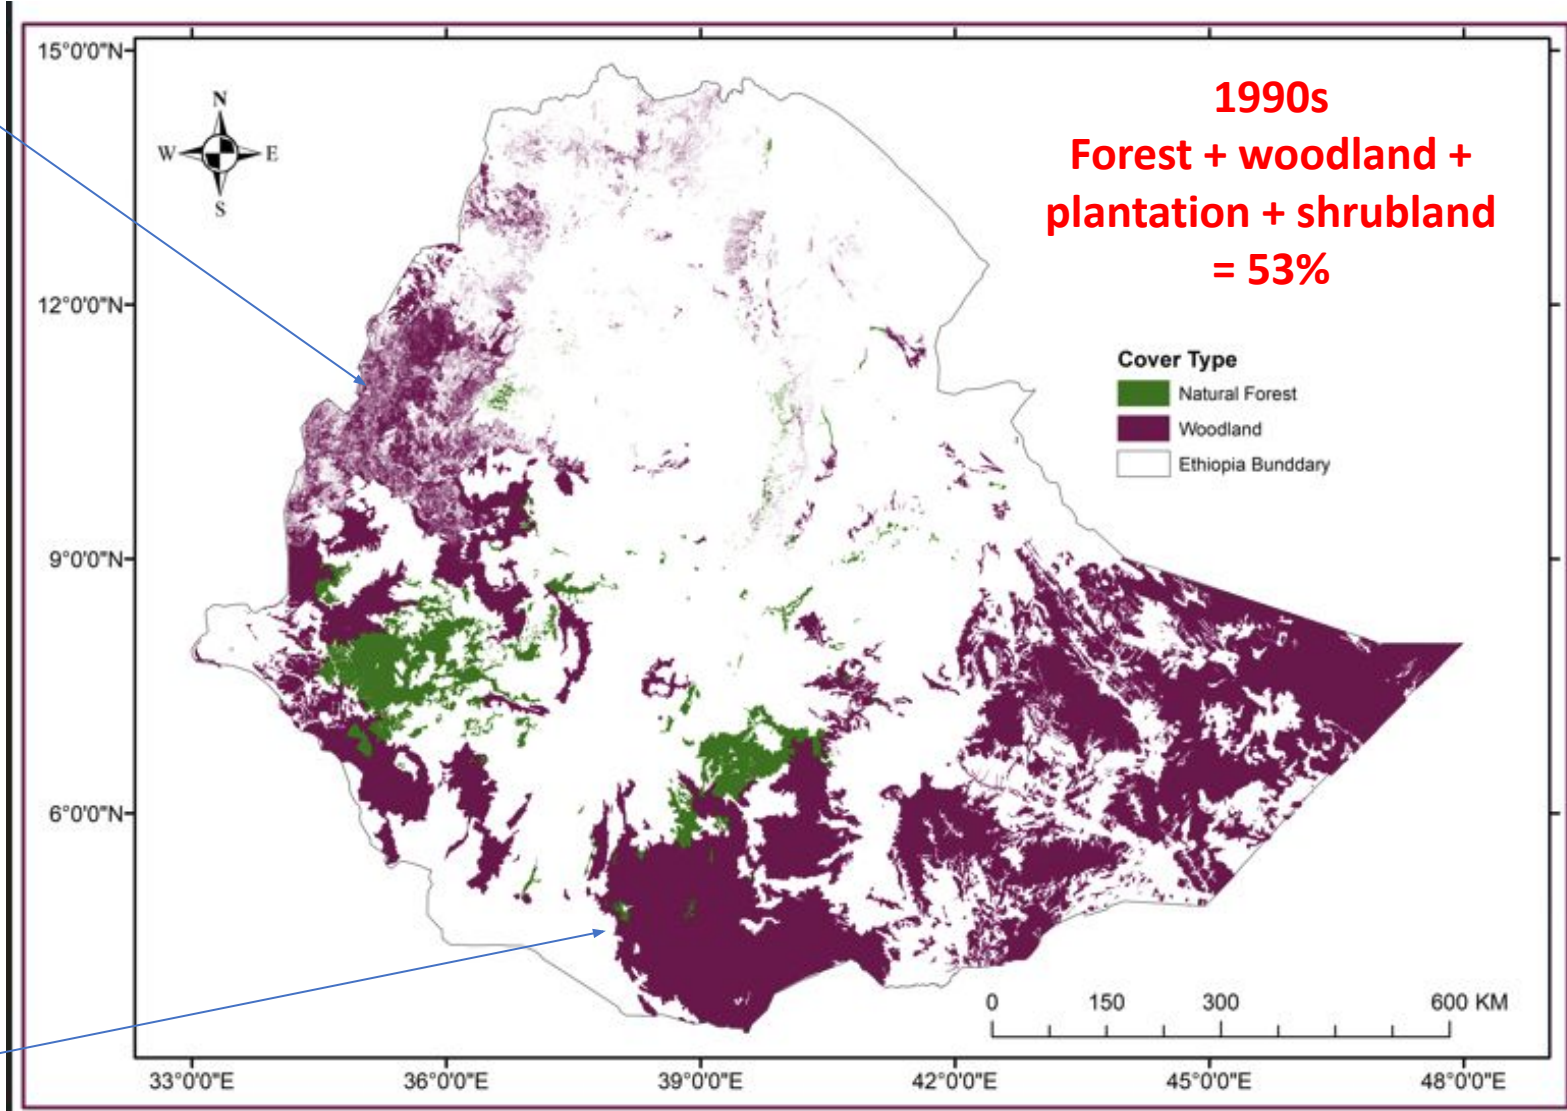 15°0'0"N
12°0'0"N
9°0'0"N
6°0'0"N
N
W
E
S
1990s
Forest + woodland +
plantation + shrubland
= 53%
Cover Type
Natural Forest
Woodland
Ethiopia Bunddary
0 150 300 600 KM
33°0'0"E 36°0'0"E 39°0'0"E 42°0'0"E 45°0'0"E 48°0'0"E